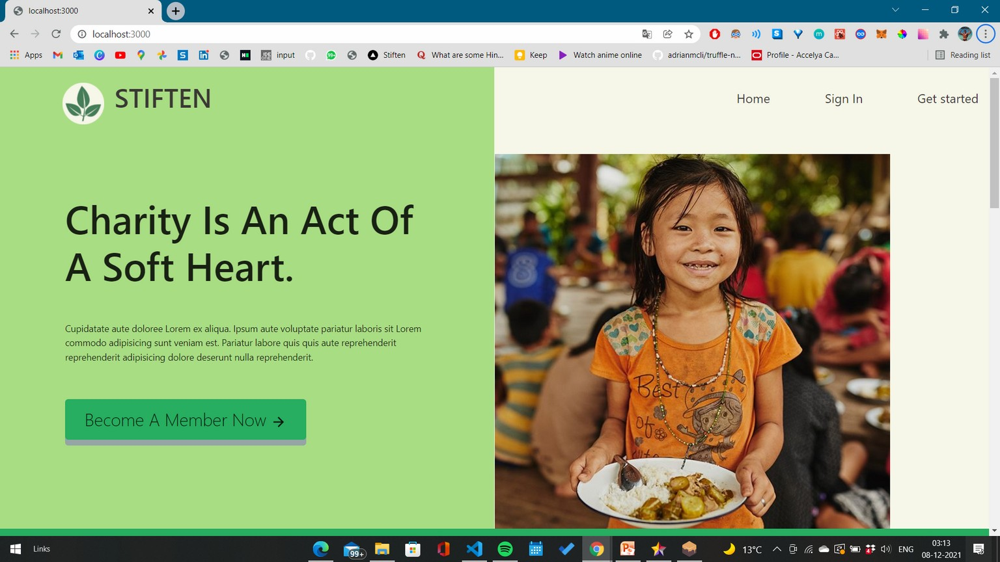 localhost:3000
localhost:3000
Apps
input
99+
Stiften
What are some Hin...
Keep
Watch anime online
adrianmcli/truffle-n...
Profile - Accelya Ca...
Reading list
STIFTEN
Home
Sign In
Get started
Charity Is An Act Of
A Soft Heart.
Cupidatate aute doloree Lorem ex aliqua. Ipsum aute voluptate pariatur laboris sit Lorem
commodo adipisicing sunt veniam est. Pariatur labore quis quis aute reprehenderit
reprehenderit adipisicing dolore deserunt nulla reprehenderit.
Become A Member Now →
Best
of
Links
99+
13°C
ENG
03:13
08-12-2021